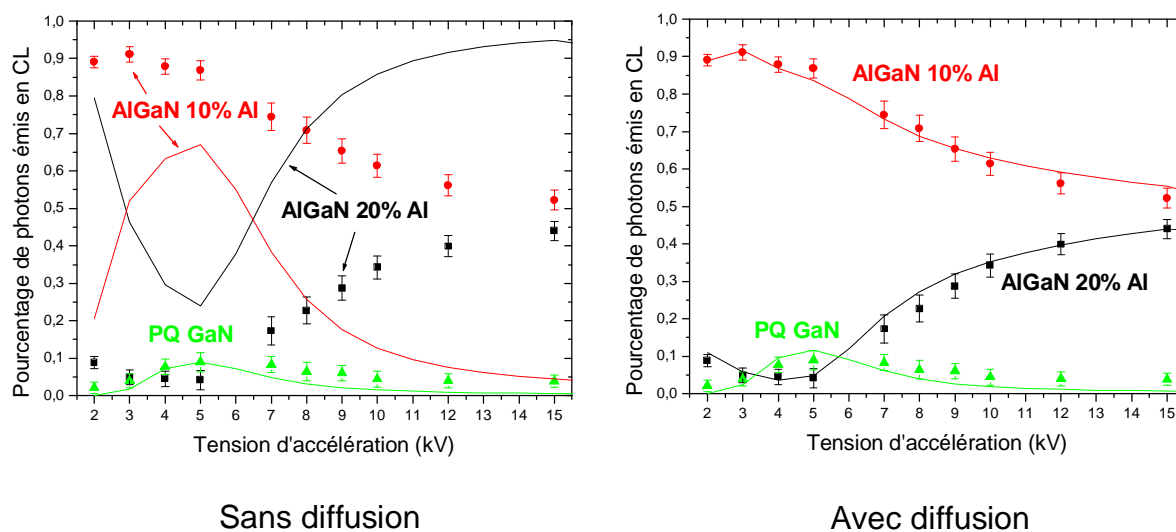 Pourcentage de photons émis en CL
1,0
0,9
0,8
0,7
0,6
0,5
0,4
0,3
0,2
0,1
0,0
AlGaN 10% Al
AlGaN 20% Al
PQ GaN
2 3 4 5 6 7 8 9 10 11 12 13 14 15
Tension d'accélération (kV)
Sans diffusion
Pourcentage de photons émis en CL
1,0
0,9
0,8
0,7
0,6
0,5
0,4
0,3
0,2
0,1
0,0
AlGaN 10% Al
AlGaN 20% Al
PQ GaN
2 3 4 5 6 7 8 9 10 11 12 13 14 15
Tension d'accélération (kV)
Avec diffusion